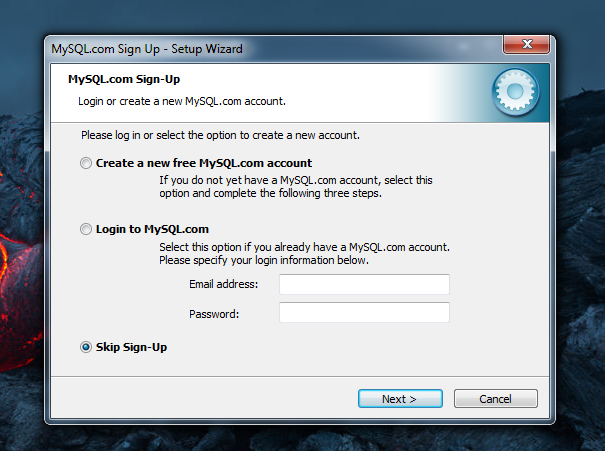 MySQL.com Sign Up - Setup Wizard
MySQL.com Sign-Up
Login or create a new MySQL.com account.
Please log in or select the option to create a new account.
Create a new free MySQL.com account
If you do not yet have a MySQL.com account, select this
option and complete the following three steps.
Login to MySQL.com
Select this option if you already have a MySQL.com account.
Please specify your login information below.
Email address:
Password:
Skip Sign-Up
Next >
Cancel